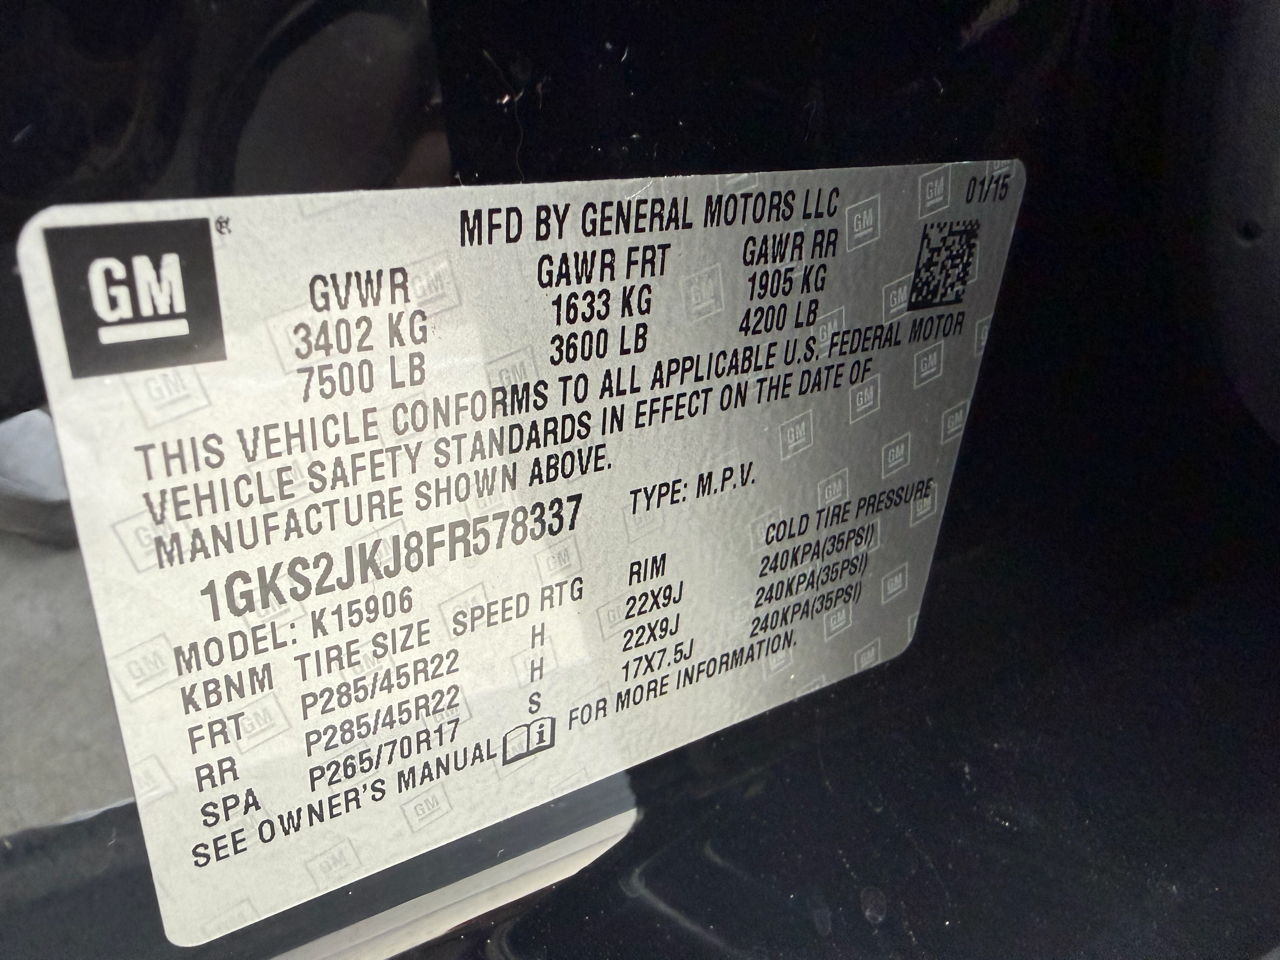 GM
®
MFD BY GENERAL MOTORS LLC
01/15
GVWR GAWR FRT GAWR RR
3402 KG 1633 KG 1905 KG
7500 LB 3600 LB 4200 LB
THIS VEHICLE CONFORMS TO ALL APPLICABLE U.S. FEDERAL MOTOR
VEHICLE SAFETY STANDARDS IN EFFECT ON THE DATE OF
MANUFACTURE SHOWN ABOVE.
1GKS2JKJ8FR578337 TYPE: M.P.V.
MODEL: K15906
KBNM TIRE SIZE SPEED RTG RIM COLD TIRE PRESSURE
FRT P285/45R22 H 22X9J 240KPA(35PSI)
RR P285/45R22 H 22X9J 240KPA(35PSI)
SPA P265/70R17 S 17X7.5J 240KPA(35PSI)
SEE OWNER'S MANUAL FOR MORE INFORMATION.